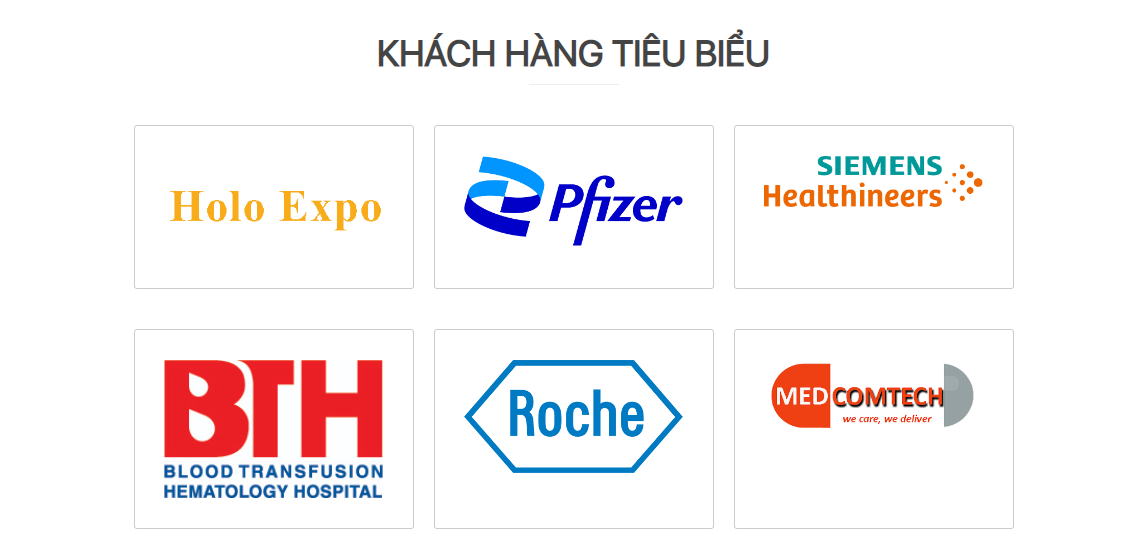 KHÁCH HÀNG TIÊU BIỂU
Holo Expo
Pfizer
SIEMENS
Healthineers
BTH
BLOOD TRANSFUSION
HEMATOLOGY HOSPITAL
Roche
MEDCOMTECH
we care, we deliver